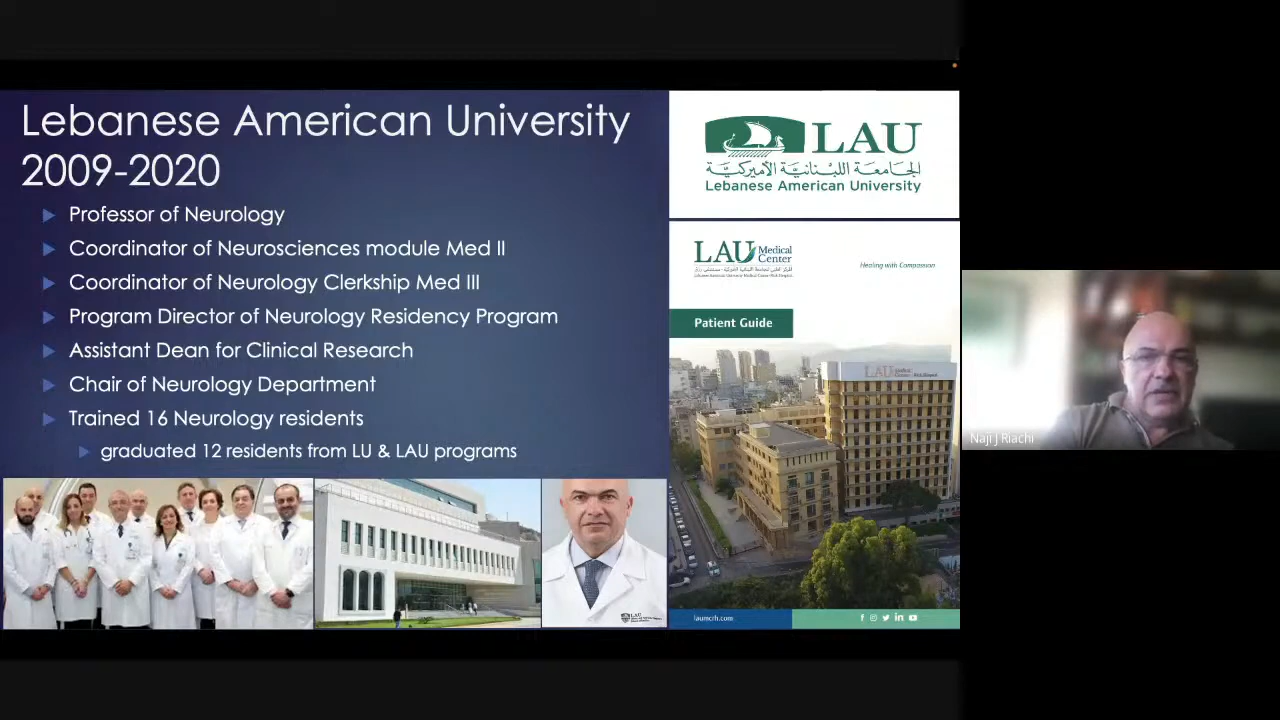 Lebanese American University
2009-2020
Professor of Neurology
Coordinator of Neurosciences module Med II
Coordinator of Neurology Clerkship Med III
Program Director of Neurology Residency Program
Assistant Dean for Clinical Research
Chair of Neurology Department
Trained 16 Neurology residents
graduated 12 residents from LU & LAU programs
LAU
LAU
الجامعة اللبنانية الأميركية
Lebanese American University
LAU Medical
Center
Healing with Compassion
Patient Guide
LAU
laumcrh.com
Naji J Riachi